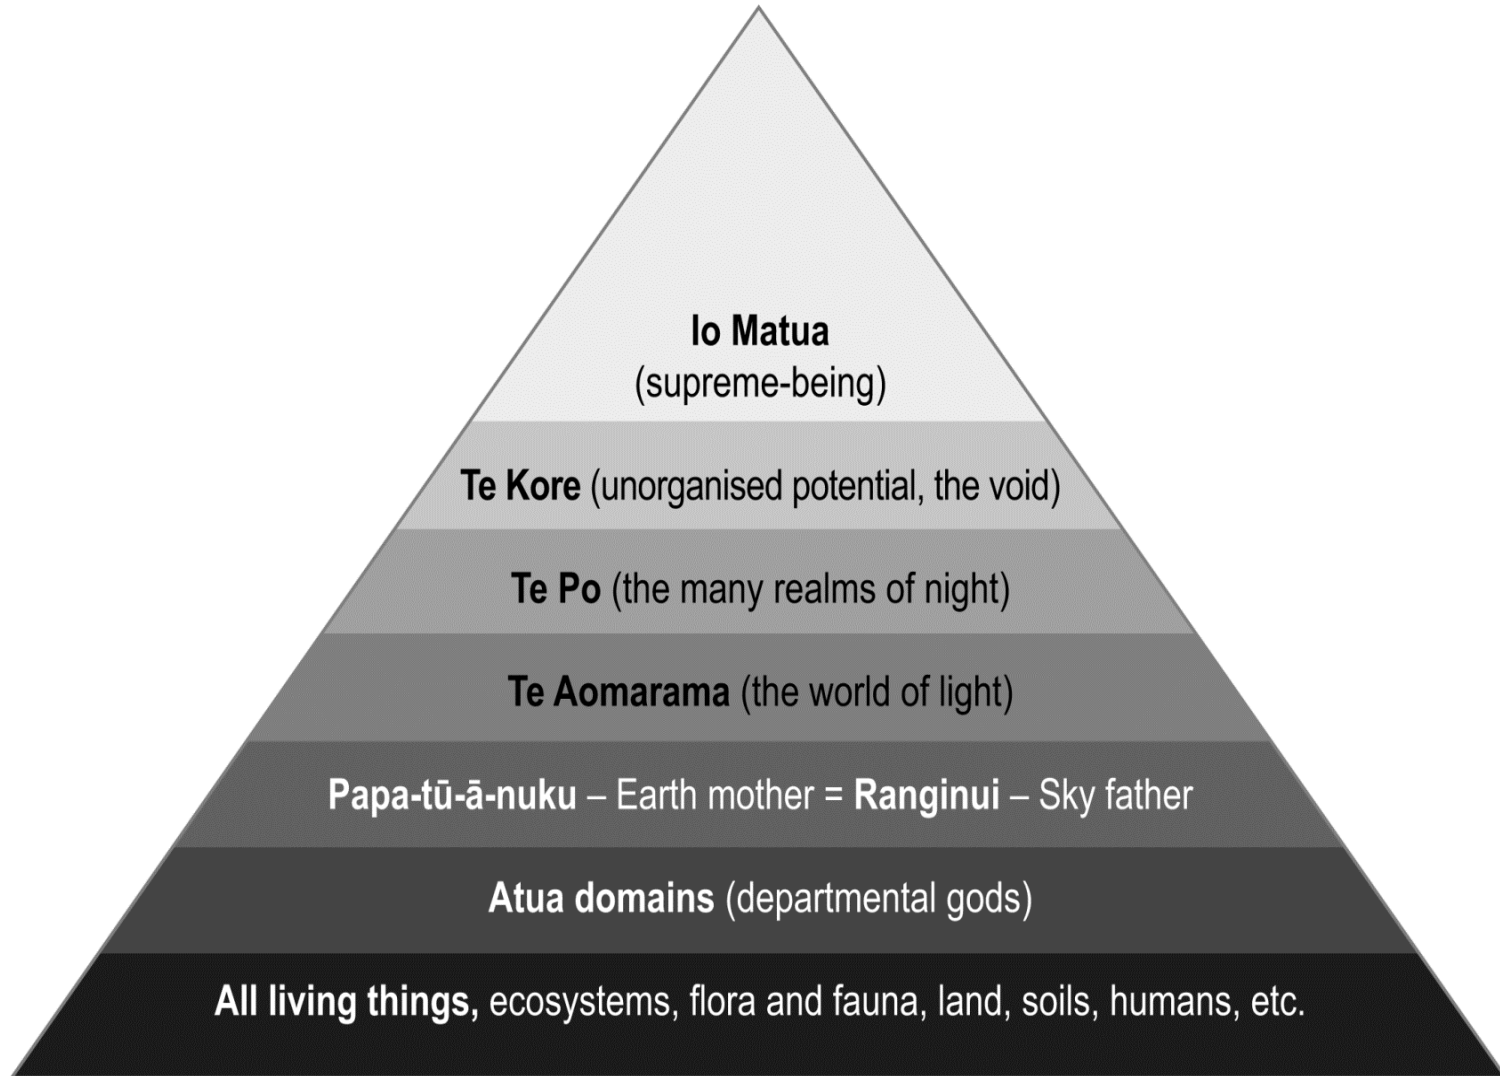 Io Matua
(supreme-being)
Te Kore (unorganised potential, the void)
Te Po (the many realms of night)
Te Aomarama (the world of light)
Papa-tū-ā-nuku – Earth mother = Ranginui – Sky father
Atua domains (departmental gods)
All living things, ecosystems, flora and fauna, land, soils, humans, etc.